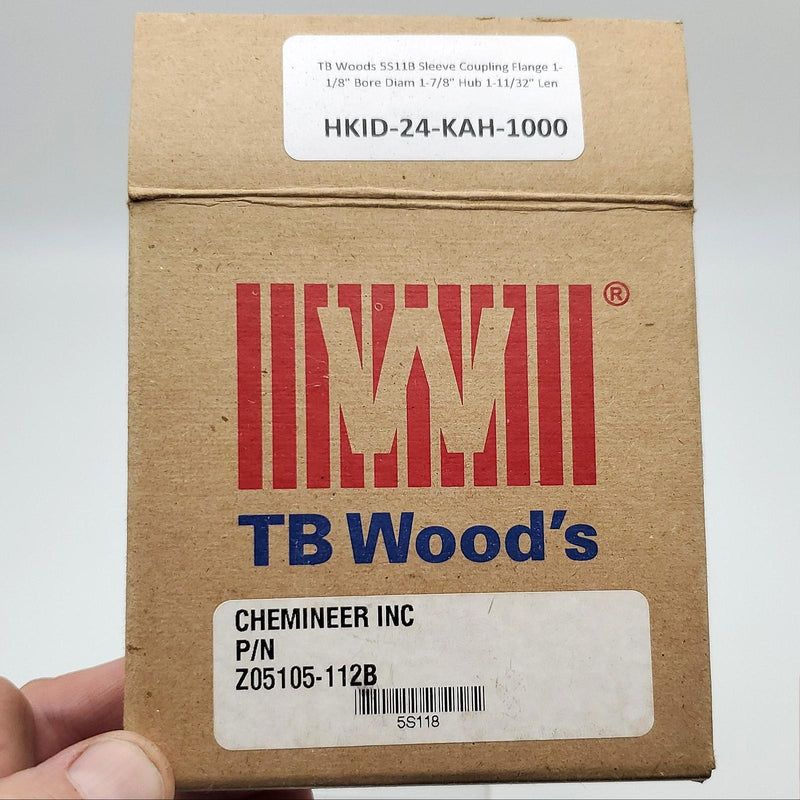 TB Woods 5S11B Sleeve Coupling Flange 1-
1/8" Bore Diam 1-7/8" Hub 1-11/32" Len
HKID-24-KAH-1000
W ®
TB Wood's
CHEMINEER INC
P/N
Z05105-112B
5S118